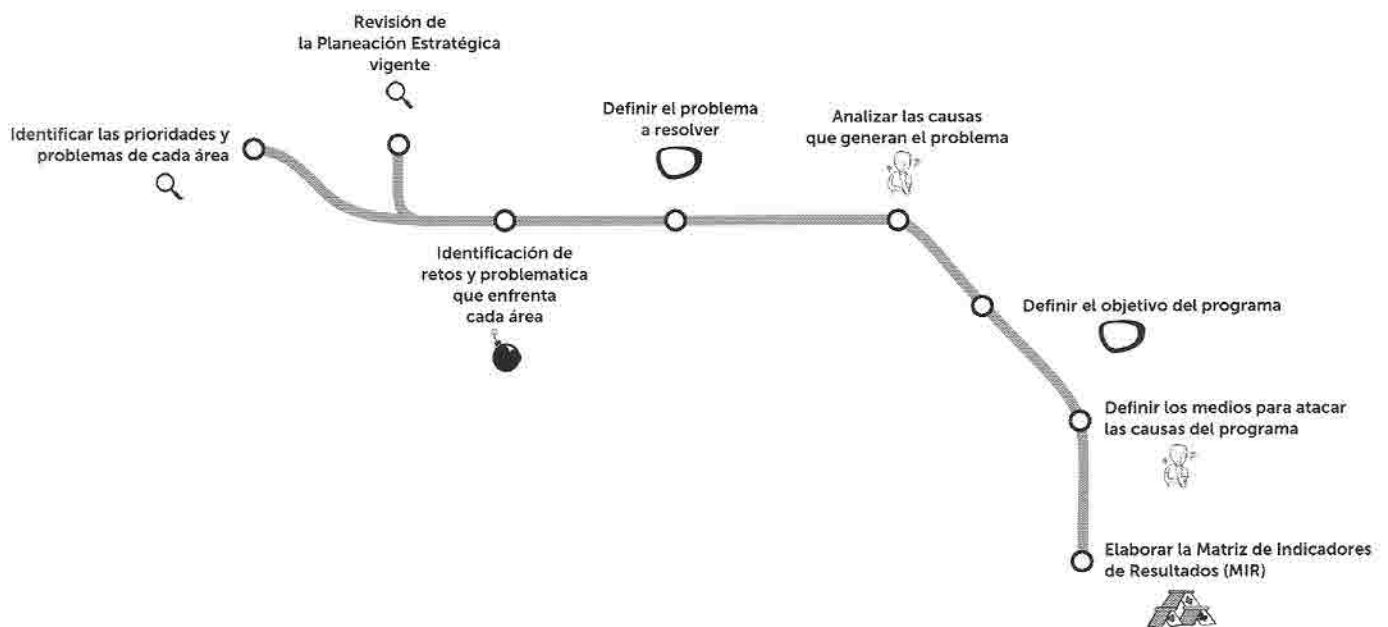 Revisión de
la Planeación Estratégica
vigente
Identificar las prioridades y
problemas de cada área
Definir el problema
a resolver
Analizar las causas
que generan el problema
Identificación de
retos y problematica
que enfrenta
cada área
Definir el objetivo del programa
Definir los medios para atacar
las causas del programa
Elaborar la Matriz de Indicadores
de Resultados (MIR)